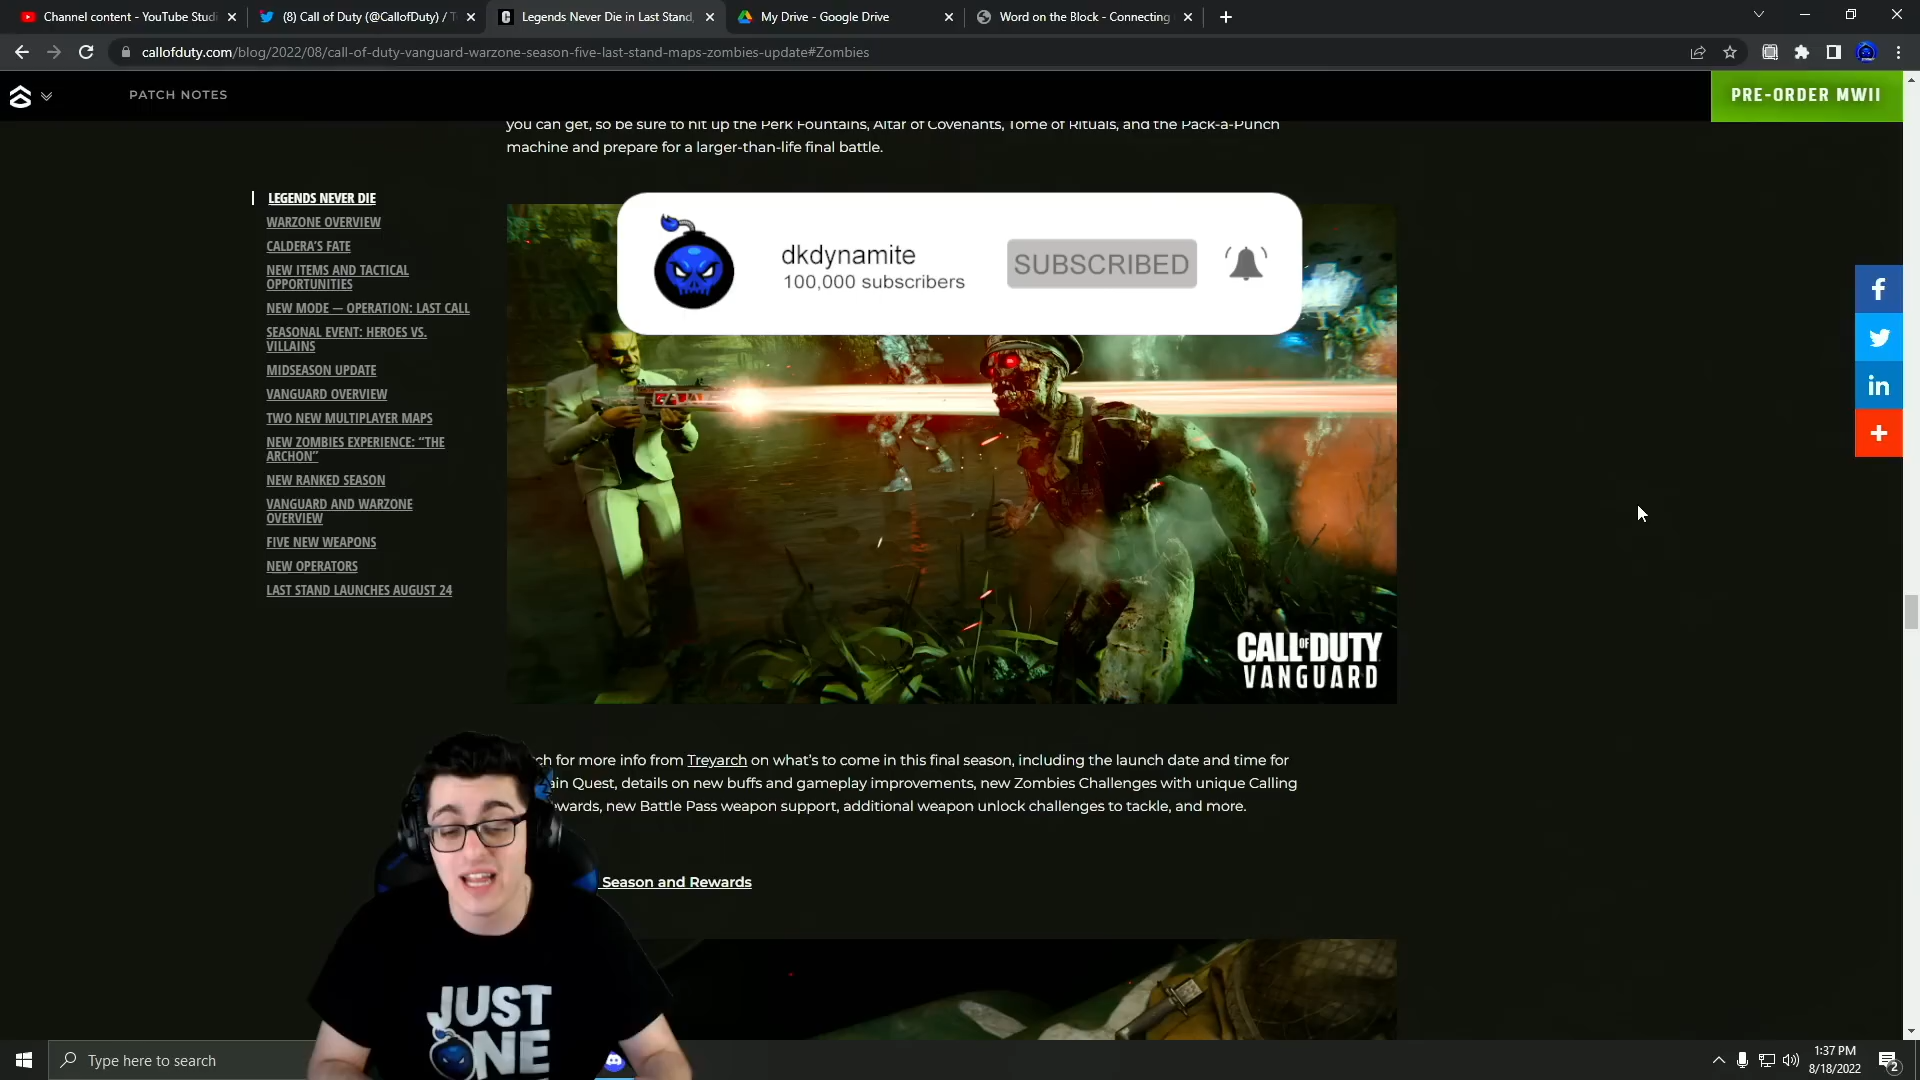 Channel content - YouTube Studi
(8) Call of Duty (@CallofDuty) / T
Legends Never Die in Last Stand,
My Drive - Google Drive
Word on the Block - Connecting
callofduty.com/blog/2022/08/call-of-duty-vanguard-warzone-season-five-last-stand-maps-zombies-update#Zombies
PATCH NOTES
PRE-ORDER MWII
you can get, so be sure to hit up the Perk Fountains, Altar of Covenants, Tome of Rituals, and the Pack-a-Punch
machine and prepare for a larger-than-life final battle.
LEGENDS NEVER DIE
WARZONE OVERVIEW
CALDERA'S FATE
NEW ITEMS AND TACTICAL
OPPORTUNITIES
NEW MODE — OPERATION: LAST CALL
SEASONAL EVENT: HEROES VS.
VILLAINS
MIDSEASON UPDATE
VANGUARD OVERVIEW
TWO NEW MULTIPLAYER MAPS
NEW ZOMBIES EXPERIENCE: “THE
ARCHON”
NEW RANKED SEASON
VANGUARD AND WARZONE
OVERVIEW
FIVE NEW WEAPONS
NEW OPERATORS
LAST STAND LAUNCHES AUGUST 24
dkdynamite
100,000 subscribers
SUBSCRIBED
CALL OF DUTY
VANGUARD
ch for more info from Treyarch on what's to come in this final season, including the launch date and time for
ain Quest, details on new buffs and gameplay improvements, new Zombies Challenges with unique Calling
wards, new Battle Pass weapon support, additional weapon unlock challenges to tackle, and more.
Season and Rewards
JUST
ONE
Type here to search
1:37 PM
8/18/2022
2